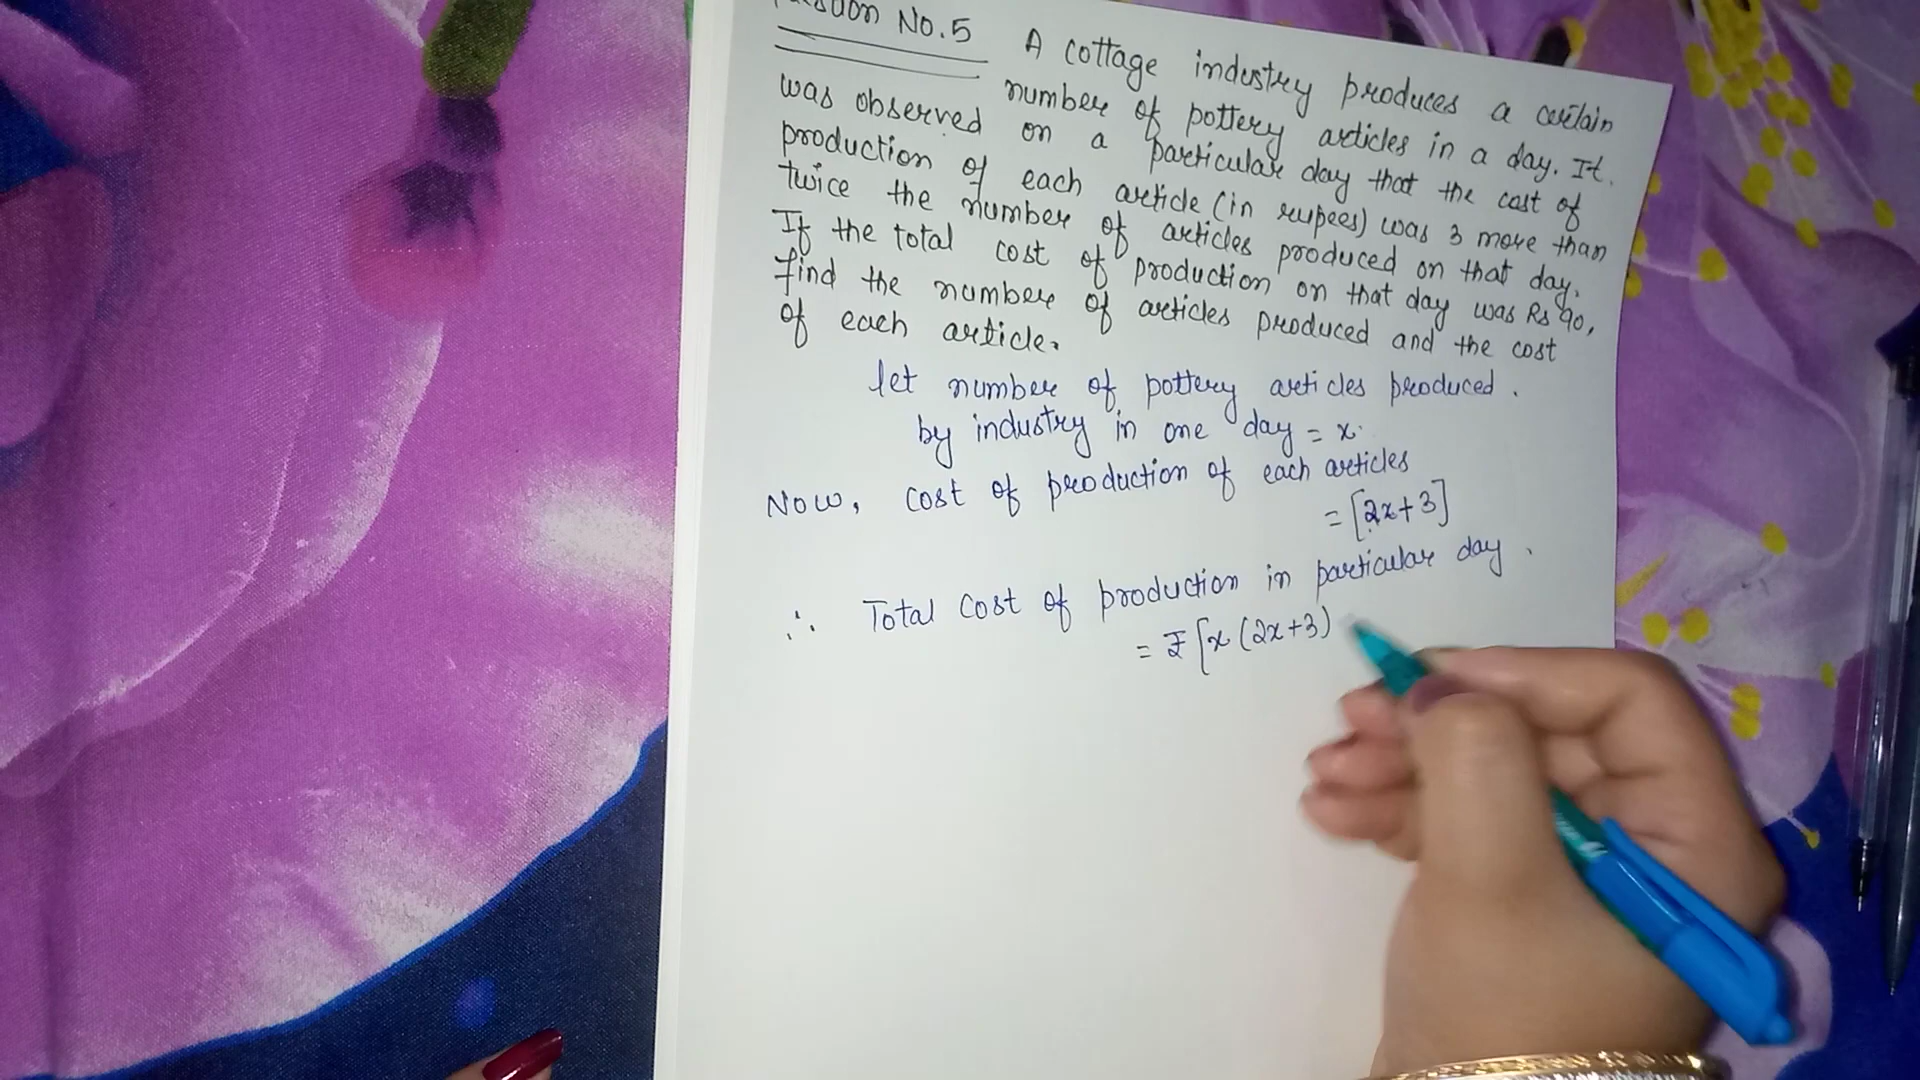 No.5 A cottage industry produces a certain
number of pottery articles in a day. It
was observed on a particular day that the cost of
production of each article (in rupees) was 3 more than
twice the number of articles produced on that day.
If the total cost of production on that day was Rs 90,
find the number of articles produced and the cost
of each article.
let number of pottery articles produced.
by industry in one day = x.
Now, cost of production of each articles
= [2x+3]
∴ Total cost of production in particular day.
= ₹ [x (2x+3)